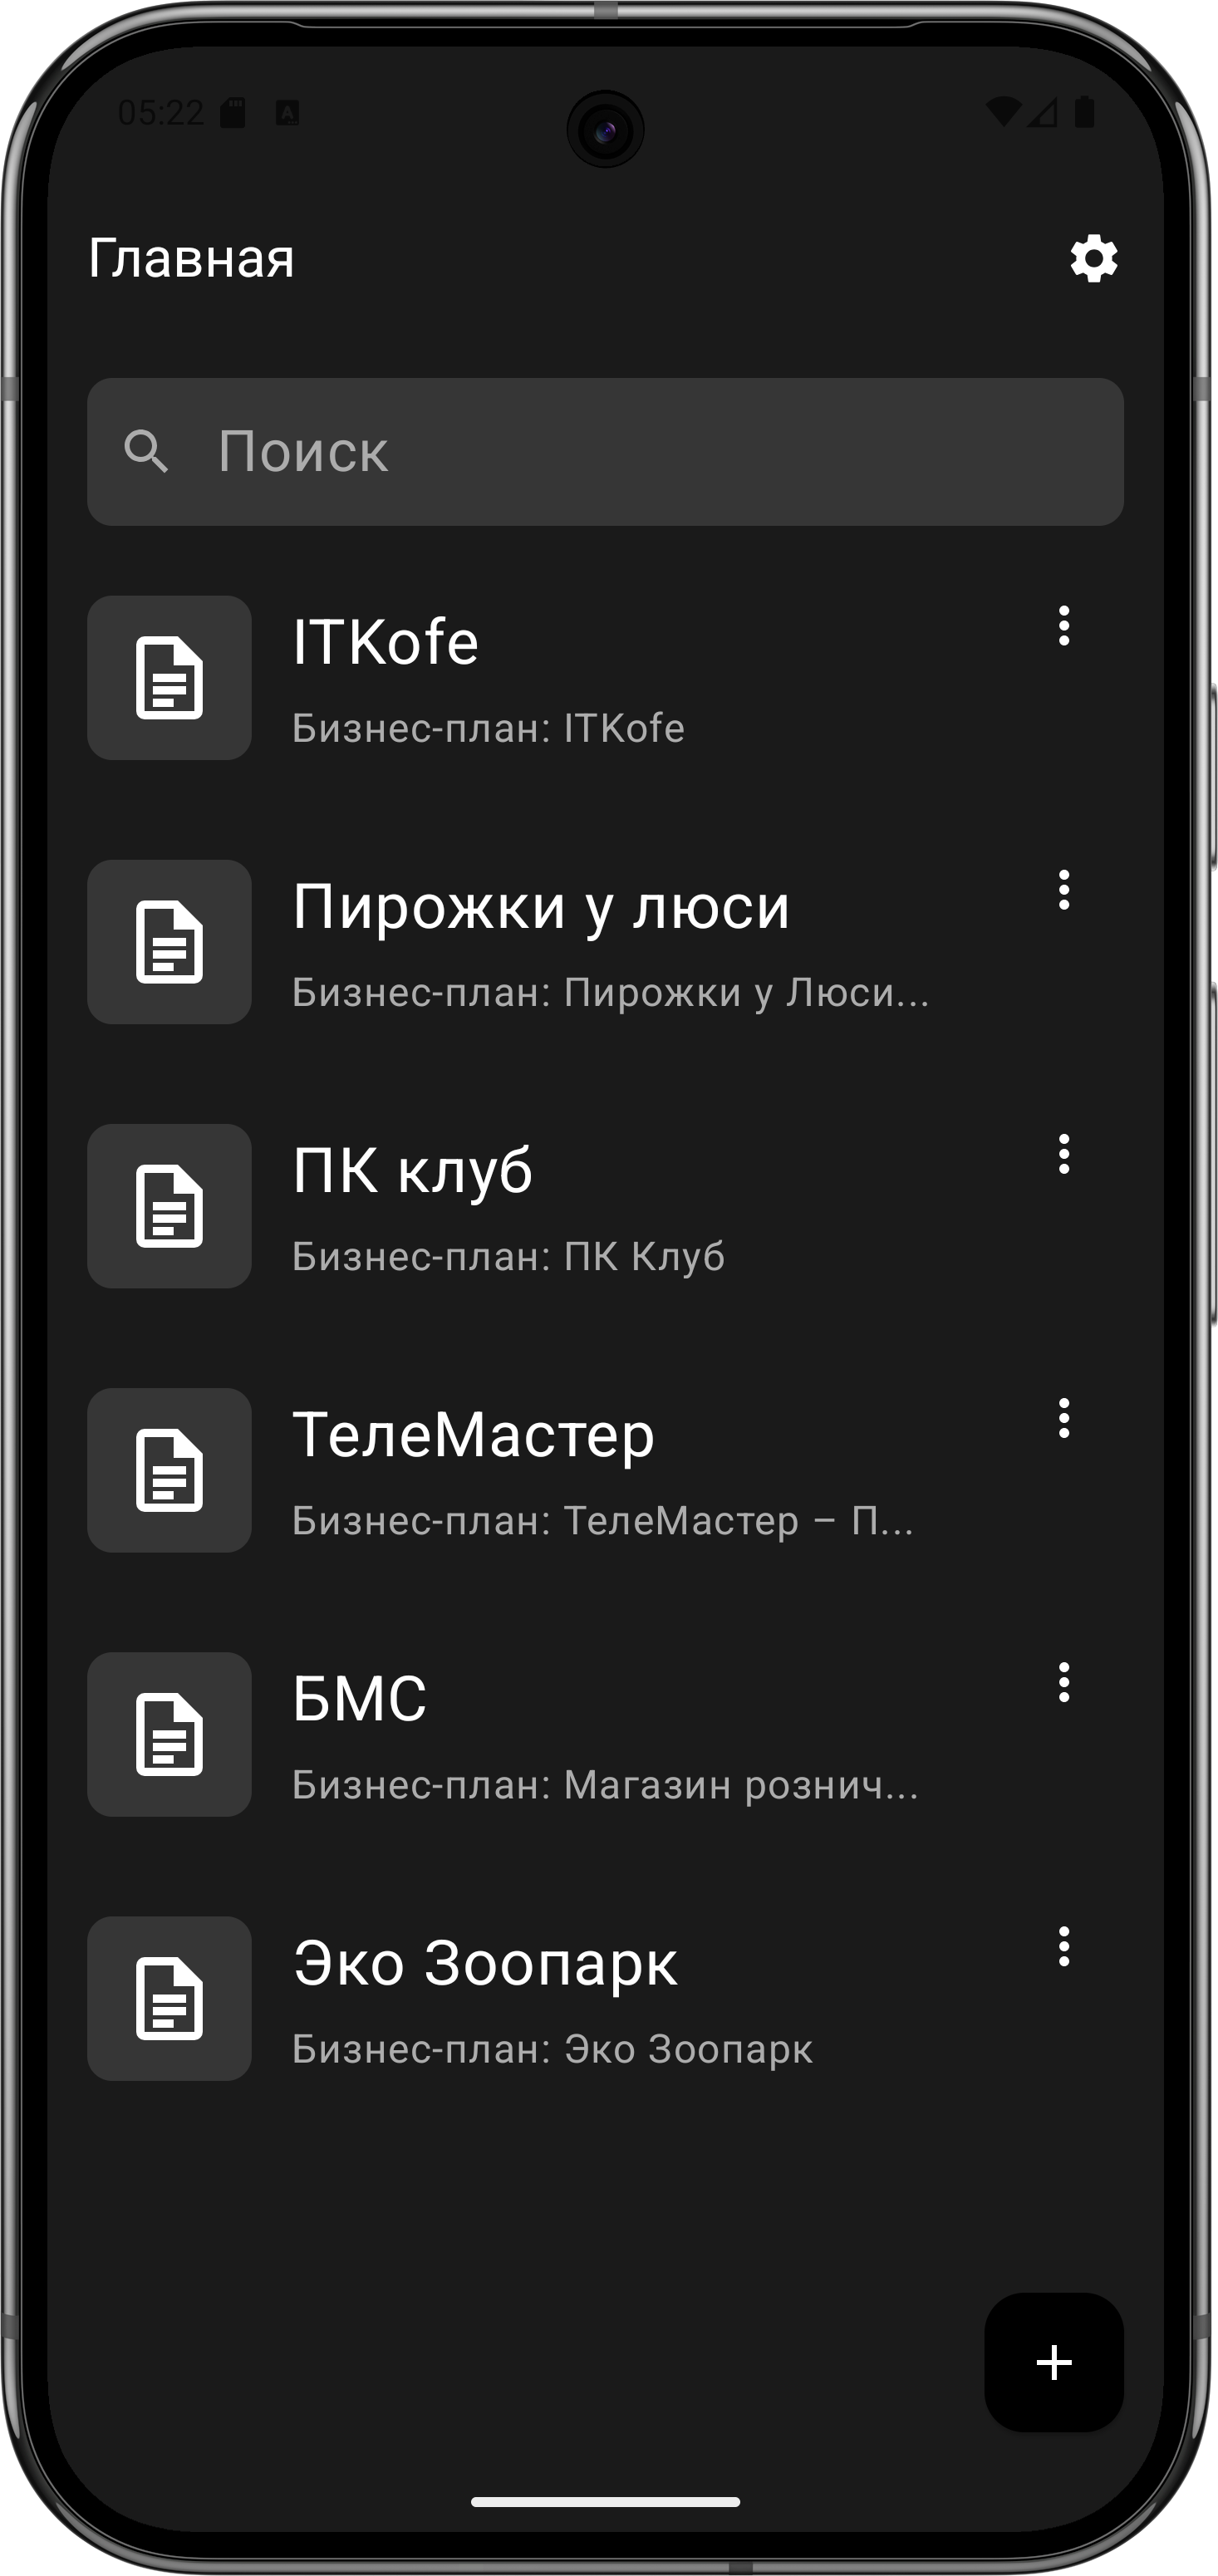 05:22
Главная
Поиск
ITKofe
Бизнес-план: ITKofe
Пирожки у люси
Бизнес-план: Пирожки у Люси...
ПК клуб
Бизнес-план: ПК Клуб
ТелеМастер
Бизнес-план: ТелеМастер – П...
БМС
Бизнес-план: Магазин рознич...
Эко Зоопарк
Бизнес-план: Эко Зоопарк